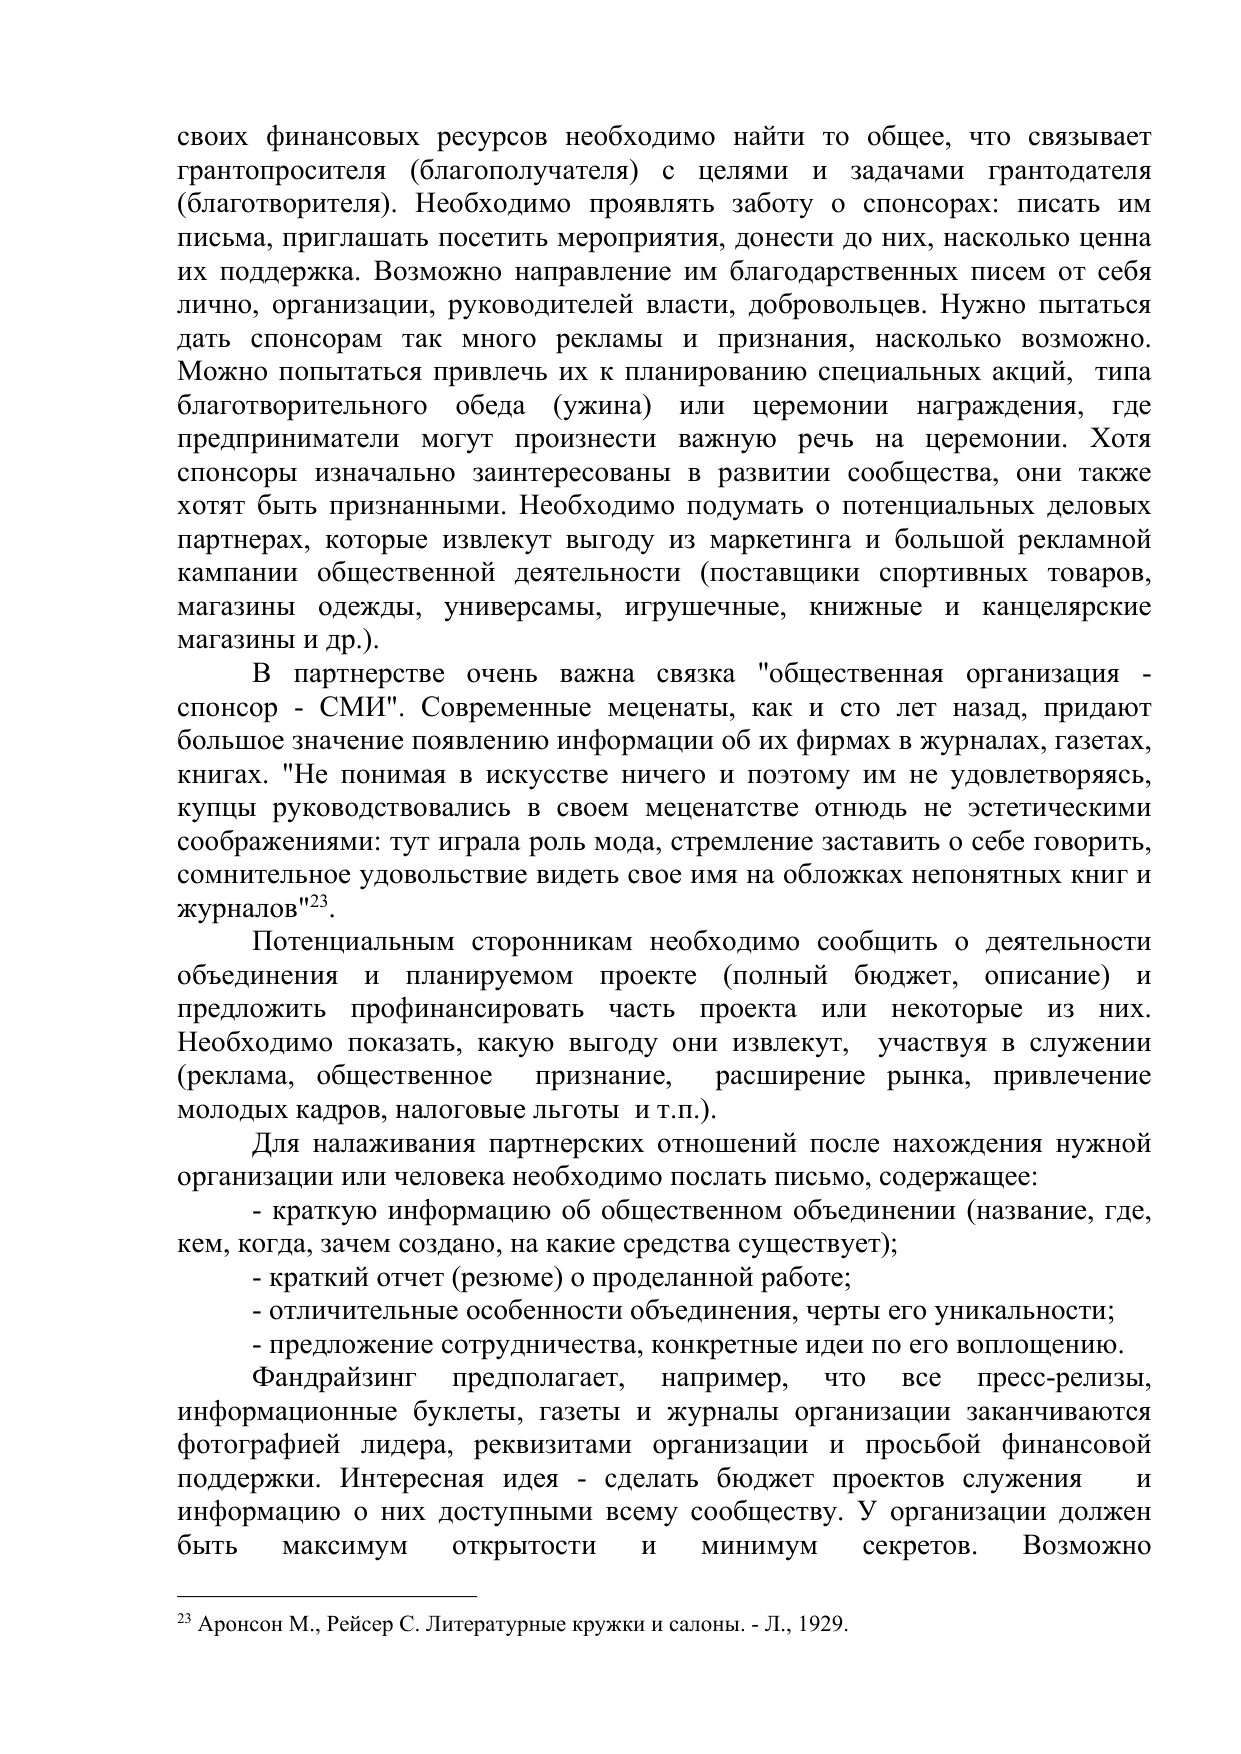 своих финансовых ресурсов необходимо найти то общее, что связывает
грантопросителя (благополучателя) с целями и задачами грантодателя
(благотворителя). Необходимо проявлять заботу о спонсорах: писать им
письма, приглашать посетить мероприятия, донести до них, насколько ценна
их поддержка. Возможно направление им благодарственных писем от себя
лично, организации, руководителей власти, добровольцев. Нужно пытаться
дать спонсорам так много рекламы и признания, насколько возможно.
Можно попытаться привлечь их к планированию специальных акций, типа
благотворительного обеда (ужина) или церемонии награждения, где
предприниматели могут произнести важную речь на церемонии. Хотя
спонсоры изначально заинтересованы в развитии сообщества, они также
хотят быть признанными. Необходимо подумать о потенциальных деловых
партнерах, которые извлекут выгоду из маркетинга и большой рекламной
кампании общественной деятельности (поставщики спортивных товаров,
магазины одежды, универсамы, игрушечные, книжные и канцелярские
магазины и др.).
В партнерстве очень важна связка "общественная организация -
спонсор - СМИ". Современные меценаты, как и сто лет назад, придают
большое значение появлению информации об их фирмах в журналах, газетах,
книгах. "Не понимая в искусстве ничего и поэтому им не удовлетворяясь,
купцы руководствовались в своем меценатстве отнюдь не эстетическими
соображениями: тут играла роль мода, стремление заставить о себе говорить,
сомнительное удовольствие видеть свое имя на обложках непонятных книг и
журналов"23.
Потенциальным сторонникам необходимо сообщить о деятельности
объединения и планируемом проекте (полный бюджет, описание) и
предложить профинансировать часть проекта или некоторые из них.
Необходимо показать, какую выгоду они извлекут, участвуя в служении
(реклама, общественное признание, расширение рынка, привлечение
молодых кадров, налоговые льготы и т.п.).
Для налаживания партнерских отношений после нахождения нужной
организации или человека необходимо послать письмо, содержащее:
- краткую информацию об общественном объединении (название, где,
кем, когда, зачем создано, на какие средства существует);
- краткий отчет (резюме) о проделанной работе;
- отличительные особенности объединения, черты его уникальности;
- предложение сотрудничества, конкретные идеи по его воплощению.
Фандрайзинг предполагает, например, что все пресс-релизы,
информационные буклеты, газеты и журналы организации заканчиваются
фотографией лидера, реквизитами организации и просьбой финансовой
поддержки. Интересная идея - сделать бюджет проектов служения и
информацию о них доступными всему сообществу. У организации должен
быть максимум открытости и минимум секретов. Возможно
23 Аронсон М., Рейсер С. Литературные кружки и салоны. - Л., 1929.